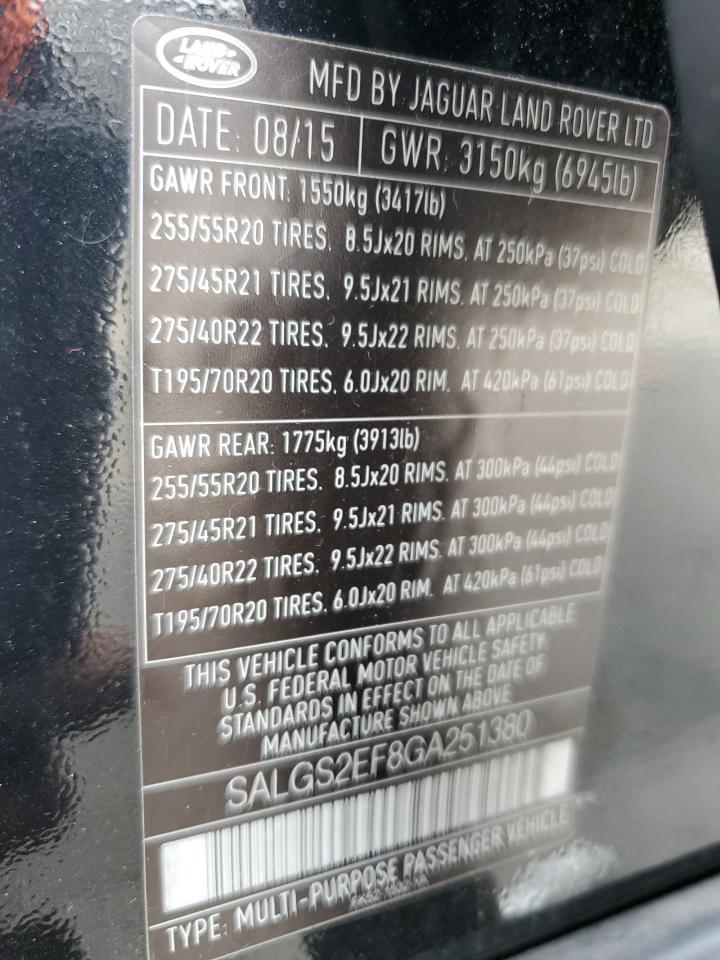 LAND-
-ROVER
MFD BY JAGUAR LAND ROVER LTD
DATE: 08/15 GWR: 3150kg (6945lb)
GAWR FRONT: 1550kg (3417lb)
255/55R20 TIRES, 8.5Jx20 RIMS, AT 250kPa (37psi) COLD
275/45R21 TIRES, 9.5Jx21 RIMS, AT 250kPa (37psi) COLD
275/40R22 TIRES, 9.5Jx22 RIMS, AT 250kPa (37psi) COLD
T195/70R20 TIRES, 6.0Jx20 RIM, AT 420kPa (61psi) COLD
GAWR REAR: 1775kg (3913lb)
255/55R20 TIRES, 8.5Jx20 RIMS, AT 300kPa (44psi) COLD
275/45R21 TIRES, 9.5Jx21 RIMS, AT 300kPa (44psi) COLD
275/40R22 TIRES, 9.5Jx22 RIMS, AT 300kPa (44psi) COLD
T195/70R20 TIRES, 6.0Jx20 RIM, AT 420kPa (61psi) COLD
THIS VEHICLE CONFORMS TO ALL APPLICABLE
U.S. FEDERAL MOTOR VEHICLE SAFETY
STANDARDS IN EFFECT ON THE DATE OF
MANUFACTURE SHOWN ABOVE
SALGS2EF8GA251380
TYPE: MULTI-PURPOSE PASSENGER VEHICLE